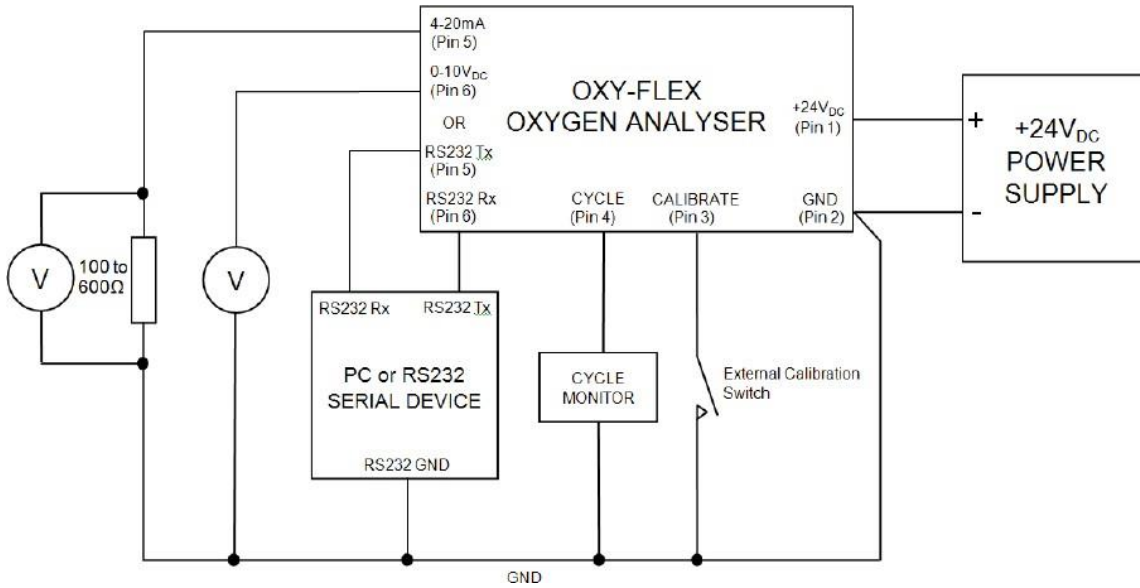 4-20mA
(Pin 5)
0-10VDC
(Pin 6)
OR
RS232 Tx
(Pin 5)
RS232 Rx
(Pin 6)
OXY-FLEX
OXYGEN ANALYSER
+24VDC
(Pin 1)
CYCLE
(Pin 4)
CALIBRATE
(Pin 3)
GND
(Pin 2)
+
-
+24VDC
POWER
SUPPLY
V
100 to
600Ω
V
RS232 Rx
RS232 Tx
PC or RS232
SERIAL DEVICE
RS232 GND
CYCLE
MONITOR
External Calibration
Switch
GND